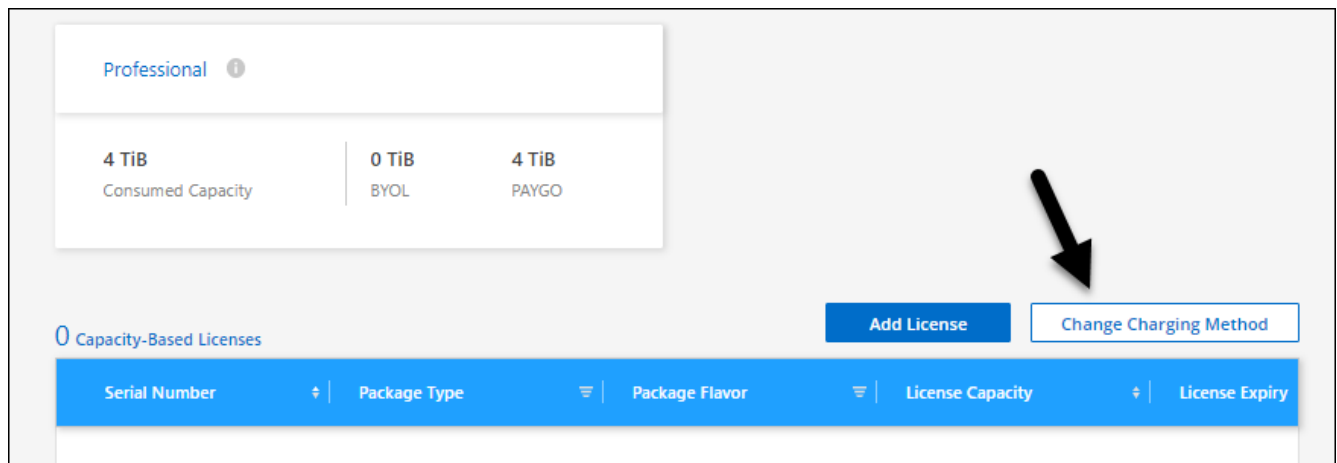 Professional
4 TiB 0 TiB 4 TiB
Consumed Capacity BYOL PAYGO
Add License Change Charging Method
0 Capacity-Based Licenses
Serial Number Package Type Package Flavor License Capacity License Expiry